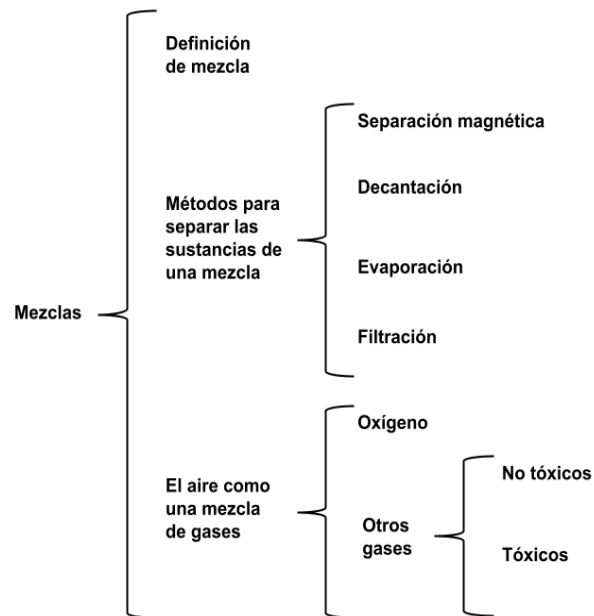 Mezclas
Definición
de mezcla
Métodos para
separar las
sustancias de
una mezcla
Separación magnética
Decantación
Evaporación
Filtración
El aire como
una mezcla
de gases
Oxígeno
Otros
gases
No tóxicos
Tóxicos